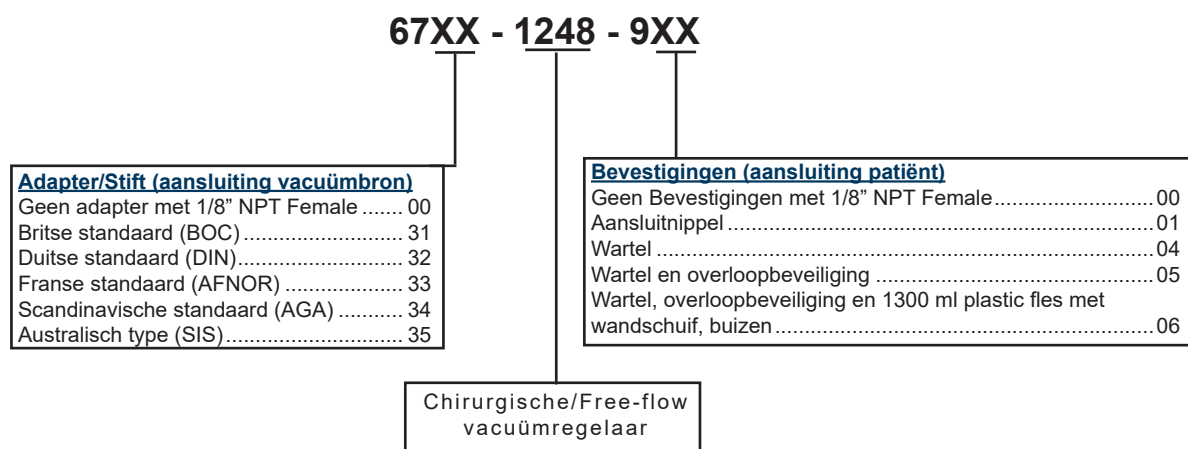 67XX - 1248 - 9XX
Adapter/Stift (aansluiting vacuümbron)
Geen adapter met 1/8” NPT Female ....... 00
Britse standaard (BOC) ........................... 31
Duitse standaard (DIN) ........................... 32
Franse standaard (AFNOR) .................... 33
Scandinavische standaard (AGA) ........... 34
Australisch type (SIS) .............................. 35
Bevestigingen (aansluiting patiënt)
Geen Bevestigingen met 1/8” NPT Female ........................... 00
Aansluitnippel ......................................................................... 01
Wartel ..................................................................................... 04
Wartel en overloopbeveiliging ................................................ 05
Wartel, overloopbeveiliging en 1300 ml plastic fles met
wandschuif, buizen ................................................................. 06
Chirurgische/Free-flow
vacuümregelaar